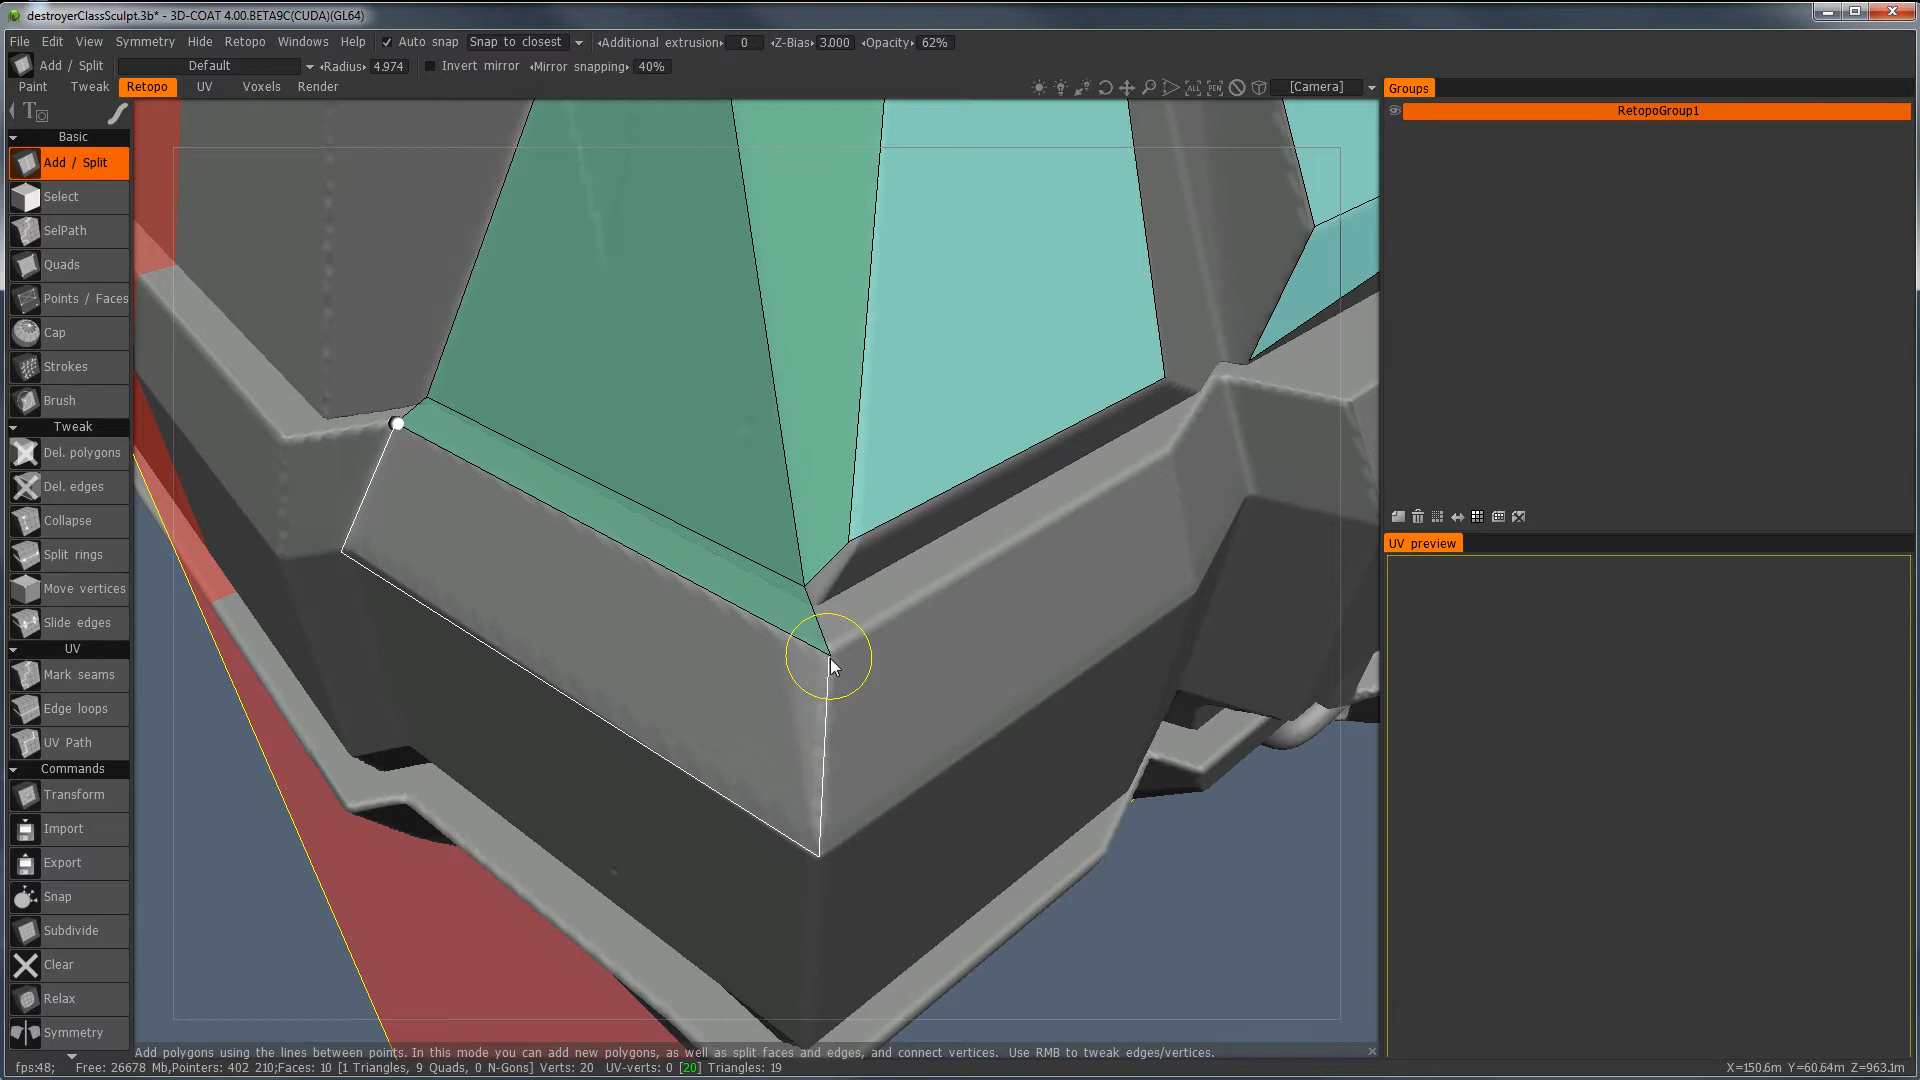 destroyerClassSculpt.3b* - 3D-COAT 4.00.BETA9C(CUDA)(GL64)
File Edit View Symmetry Hide Retopo Windows Help Auto snap Snap to closest Additional extrusion 0 Z-Bias 3.000 Opacity 62%
Add / Split Default Radius 4.974 Invert mirror Mirror snapping 40%
Paint Tweak Retopo UV Voxels Render ALL PEN [Camera] Groups
RetopoGroup1
Basic
Add / Split
Select
SelPath
Quads
Points / Faces
Cap
Strokes
Brush
Tweak
Del. polygons
Del. edges
Collapse
UV preview
Split rings
Move vertices
Slide edges
UV
Mark seams
Edge loops
UV Path
Commands
Transform
Import
Export
Snap
Subdivide
Clear
Relax
Symmetry
Add polygons using the lines between points. In this mode you can add new polygons, as well as split faces and edges, and connect vertices. Use RMB to tweak edges/vertices.
fps:48; Free: 26678 Mb,Pointers: 402 210;Faces: 10 [1 Triangles, 9 Quads, 0 N-Gons] Verts: 20 UV-verts: 0 [20] Triangles: 19 X=150.6m Y=60.64m Z=963.1m